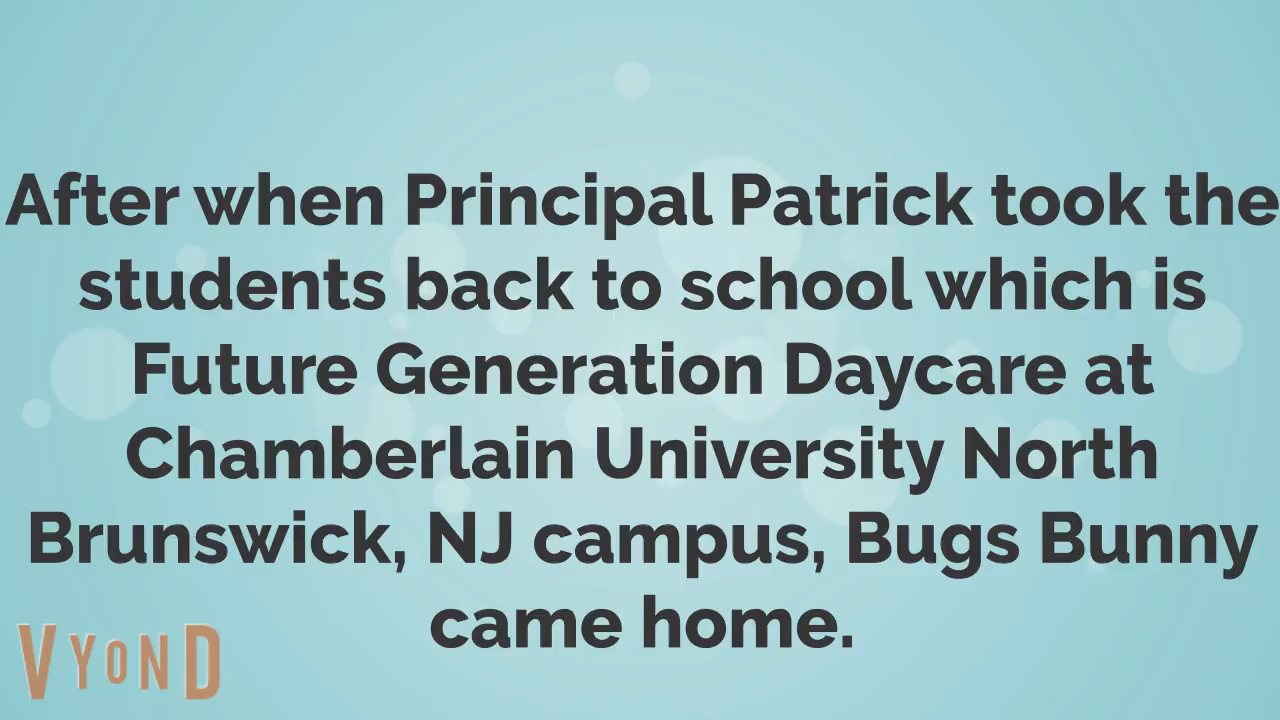 After when Principal Patrick took the
students back to school which is
Future Generation Daycare at
Chamberlain University North
Brunswick, NJ campus, Bugs Bunny
came home.
VYOND